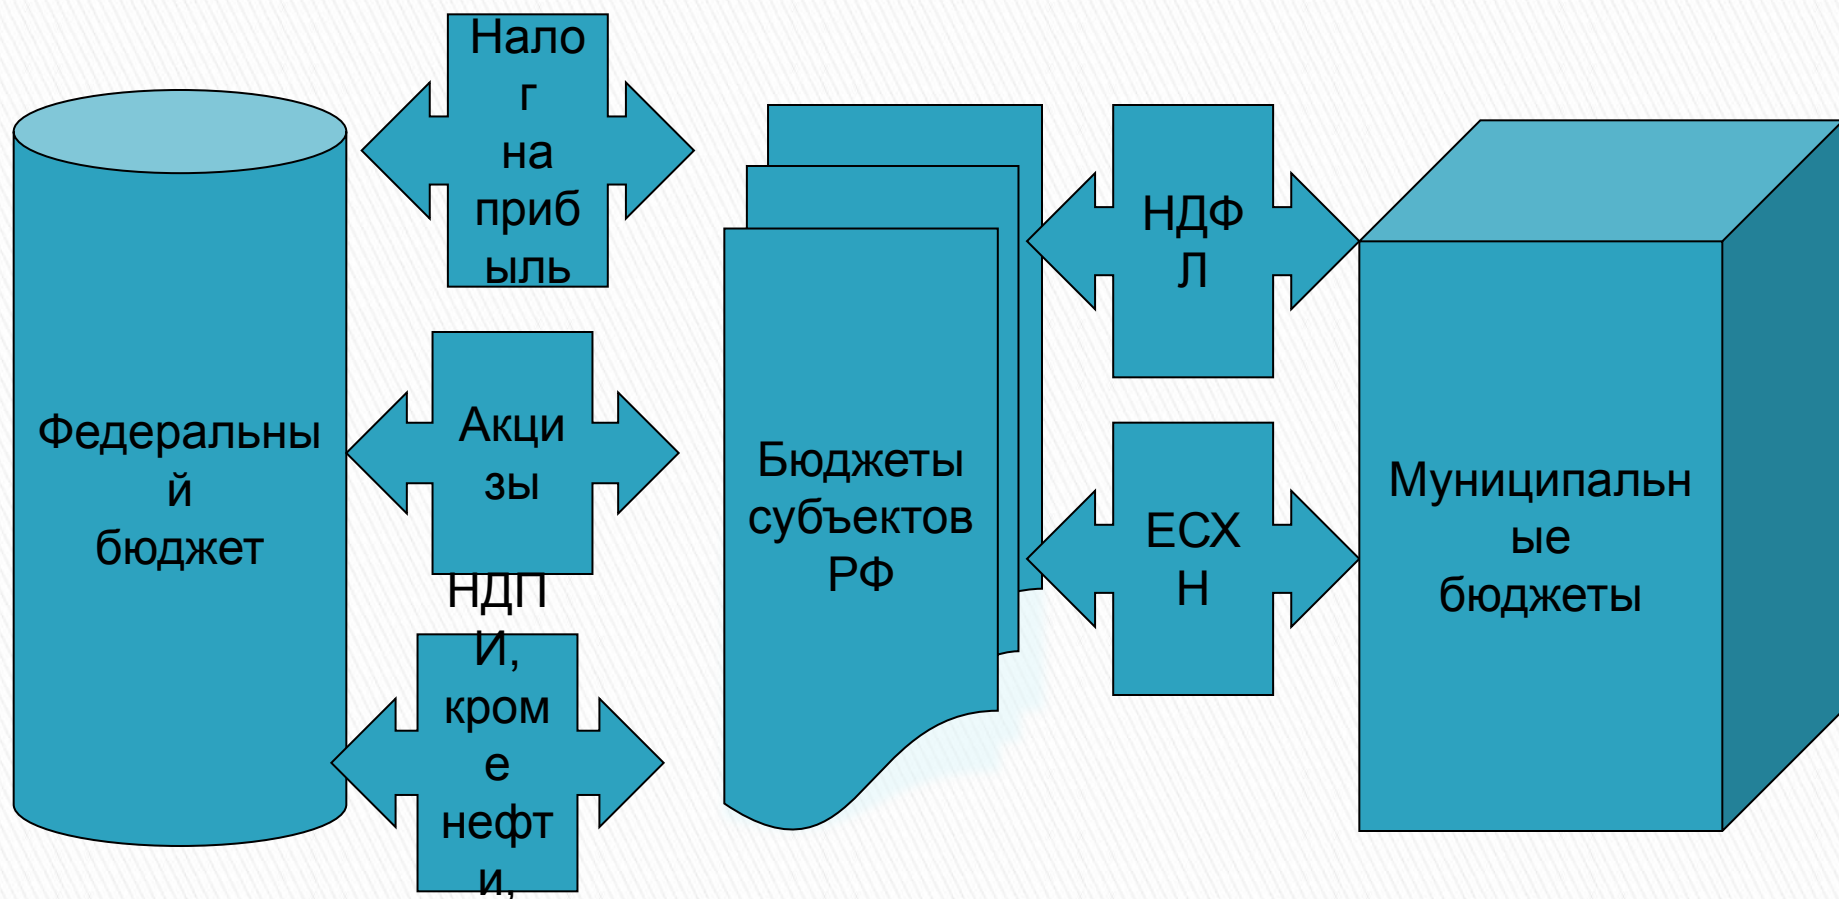 Федеральны
й
бюджет
Нало
г
на
приб
ыль
Акци
зы
НДП
И,
кром
е
нефт
и,
Бюджеты
субъектов
РФ
НДФ
Л
ЕСХ
Н
Муниципальн
ые
бюджеты